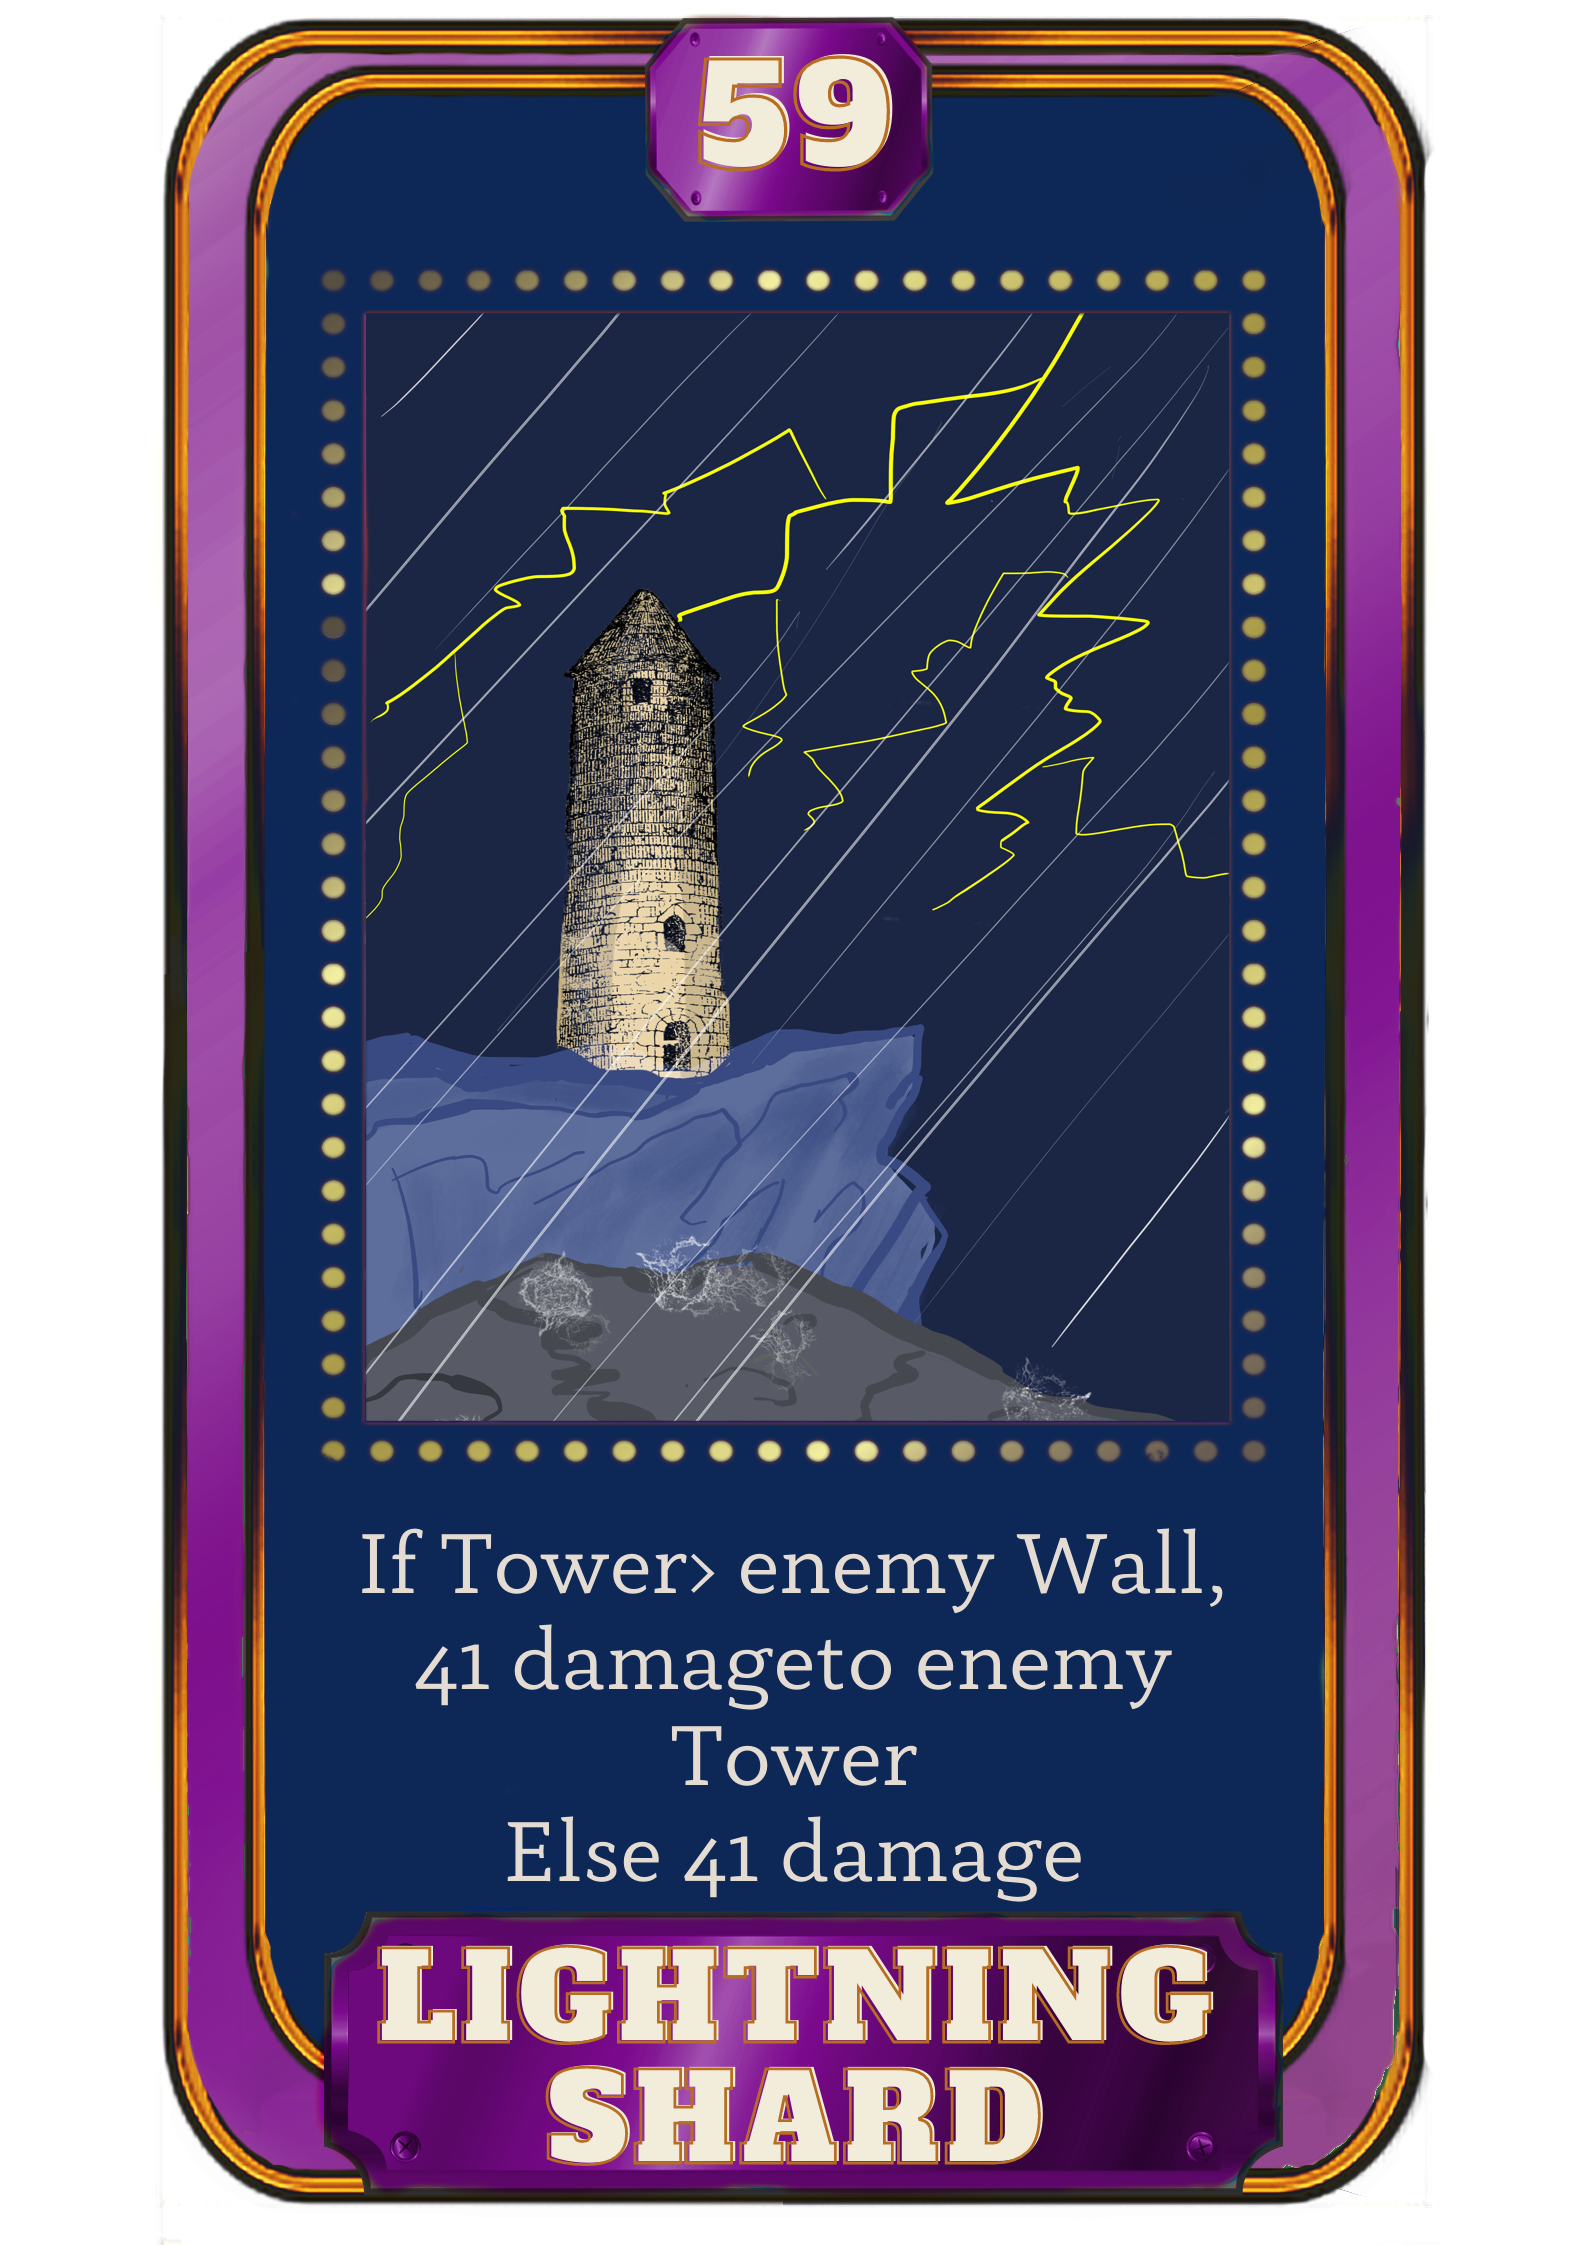 59
If Tower> enemy Wall,
41 damageto enemy
Tower
Else 41 damage
LIGHTNING
SHARD